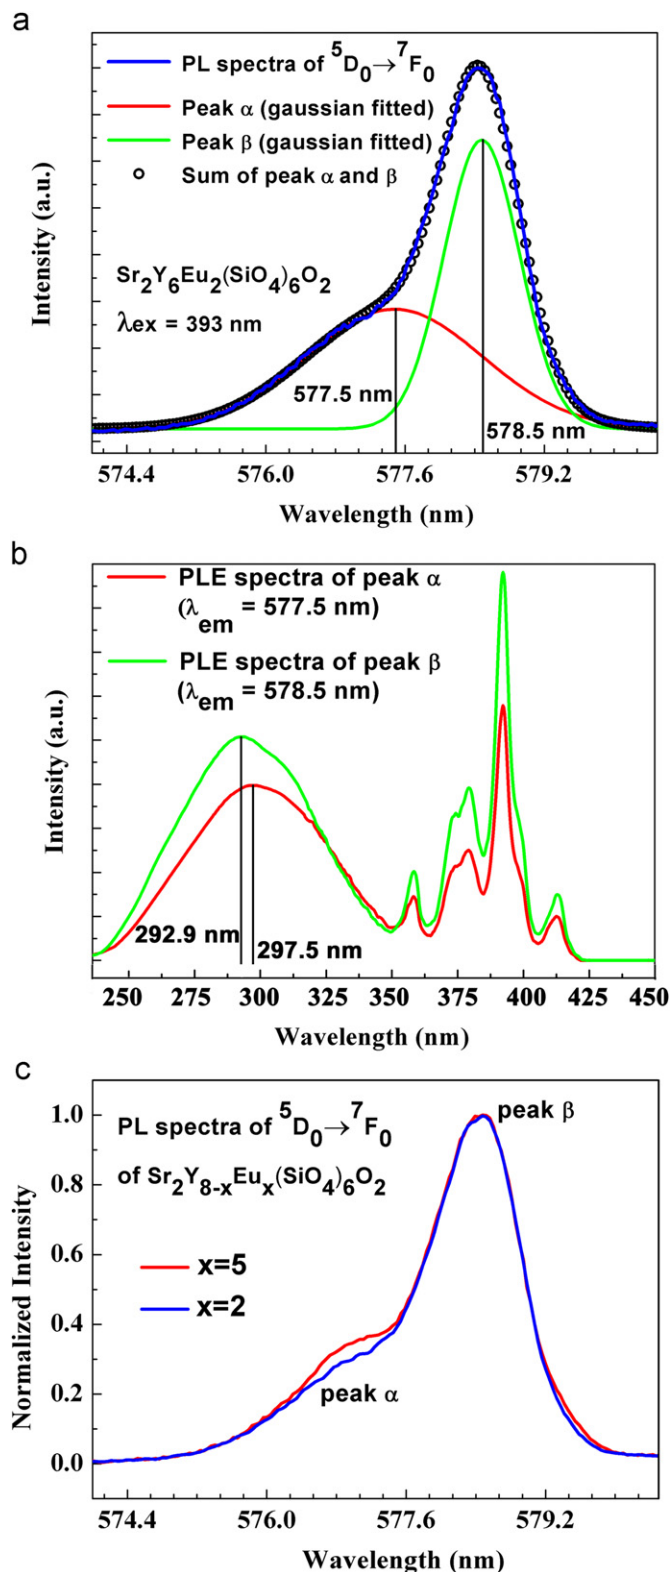 a
PL spectra of ⁵D₀→⁷F₀
Peak α (gaussian fitted)
Peak β (gaussian fitted)
Sum of peak α and β
Sr₂Y₆Eu₂(SiO₄)₆O₂
λex = 393 nm
577.5 nm
578.5 nm
Intensity (a.u.)
574.4 576.0 577.6 579.2
Wavelength (nm)
b
PLE spectra of peak α
(λem = 577.5 nm)
PLE spectra of peak β
(λem = 578.5 nm)
Intensity (a.u.)
292.9 nm
297.5 nm
250 275 300 325 350 375 400 425 450
Wavelength (nm)
c
PL spectra of ⁵D₀→⁷F₀
of Sr₂Y₈₋ₓEuₓ(SiO₄)₆O₂
peak β
x=5
x=2
peak α
Normalized Intensity
1.0
0.8
0.6
0.4
0.2
0.0
574.4 576.0 577.6 579.2
Wavelength (nm)